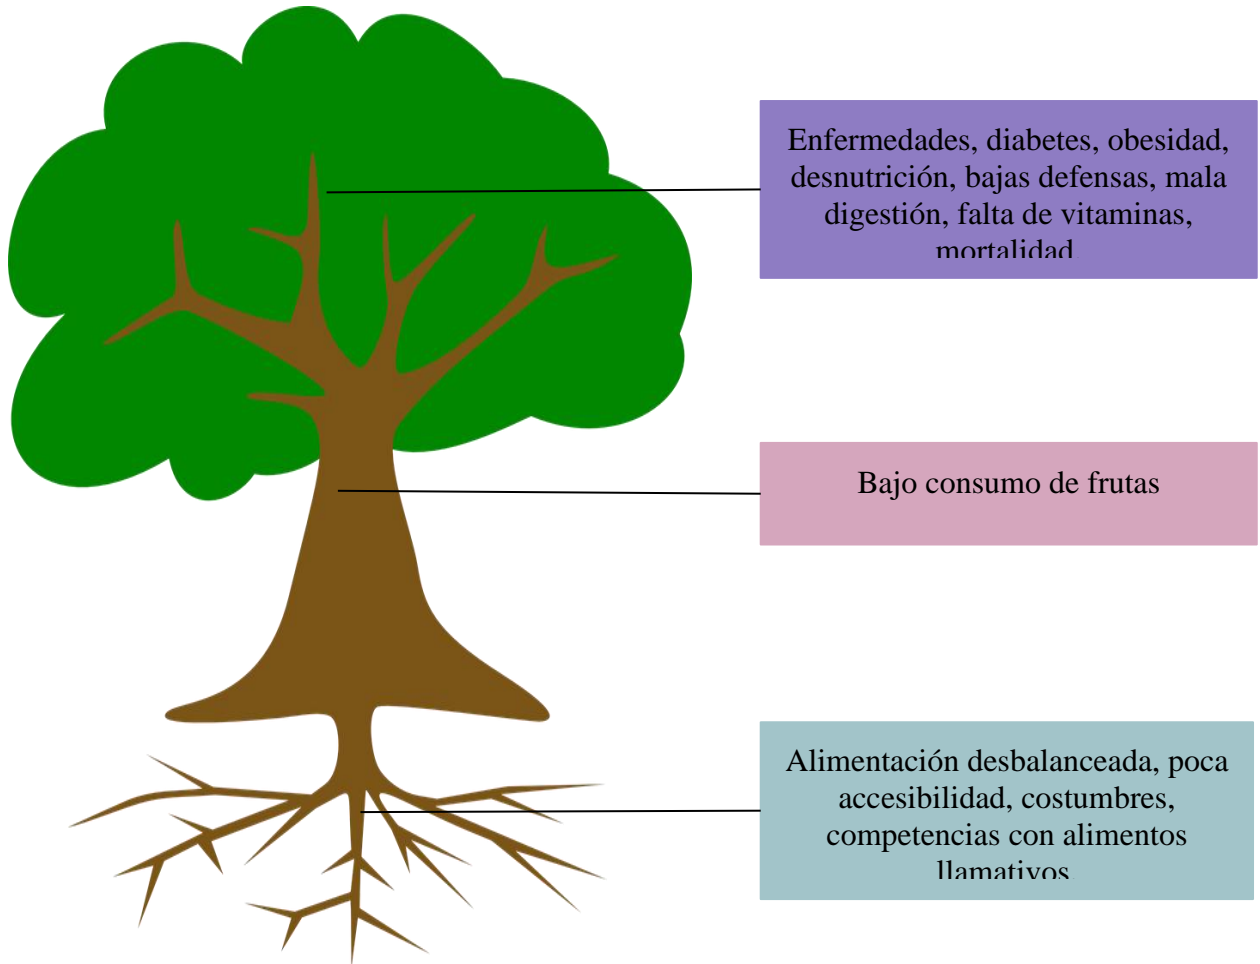 Enfermedades, diabetes, obesidad,
desnutrición, bajas defensas, mala
digestión, falta de vitaminas,
mortalidad
Bajo consumo de frutas
Alimentación desbalanceada, poca
accesibilidad, costumbres,
competencias con alimentos
llamativos